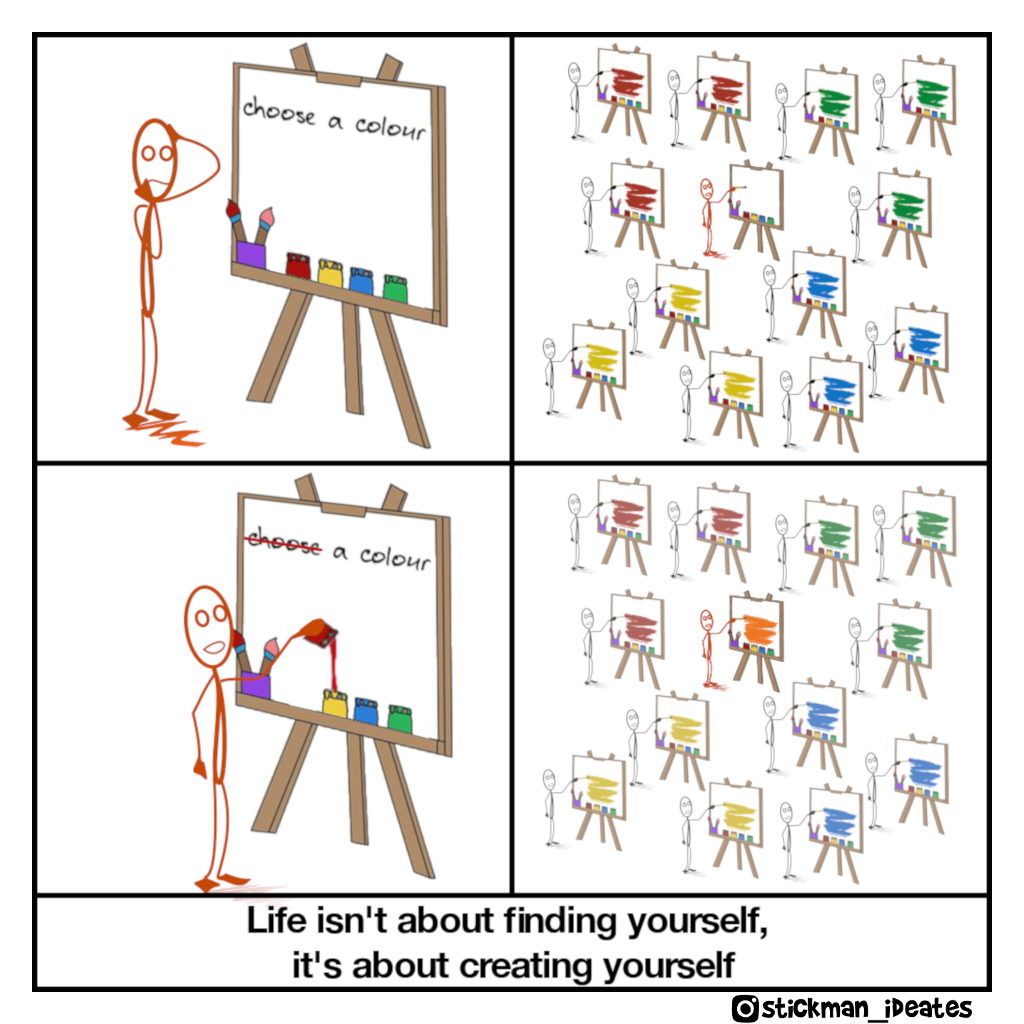 choose a colour
choose a colour
Life isn't about finding yourself,
it's about creating yourself
stickman_ideates